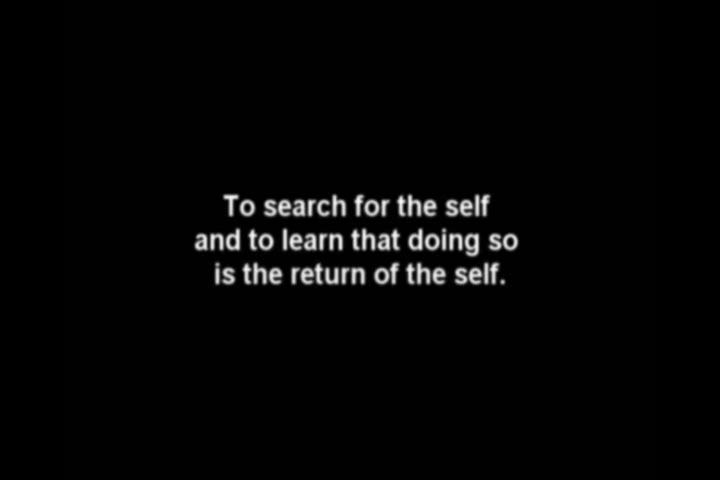 To search for the self
and to learn that doing so
is the return of the self.